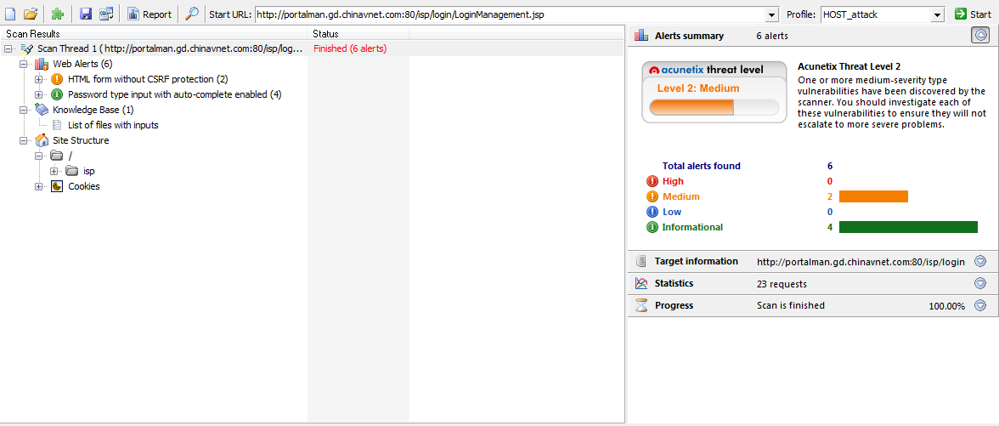 Report
Start URL: http://portalman.gd.chinavnet.com:80/isp/login/LoginManagement.jsp
Profile: HOST_attack
Start
Scan Results
Status
Scan Thread 1 ( http://portalman.gd.chinavnet.com:80/isp/log...
Finished (6 alerts)
Web Alerts (6)
HTML form without CSRF protection (2)
Password type input with auto-complete enabled (4)
Knowledge Base (1)
List of files with inputs
Site Structure
/
isp
Cookies
Alerts summary 6 alerts
acunetix threat level
Level 2: Medium
Acunetix Threat Level 2
One or more medium-severity type
vulnerabilities have been discovered by the
scanner. You should investigate each of
these vulnerabilities to ensure they will not
escalate to more severe problems.
Total alerts found 6
High 0
Medium 2
Low 0
Informational 4
Target information http://portalman.gd.chinavnet.com:80/isp/login
Statistics 23 requests
Progress Scan is finished 100.00%